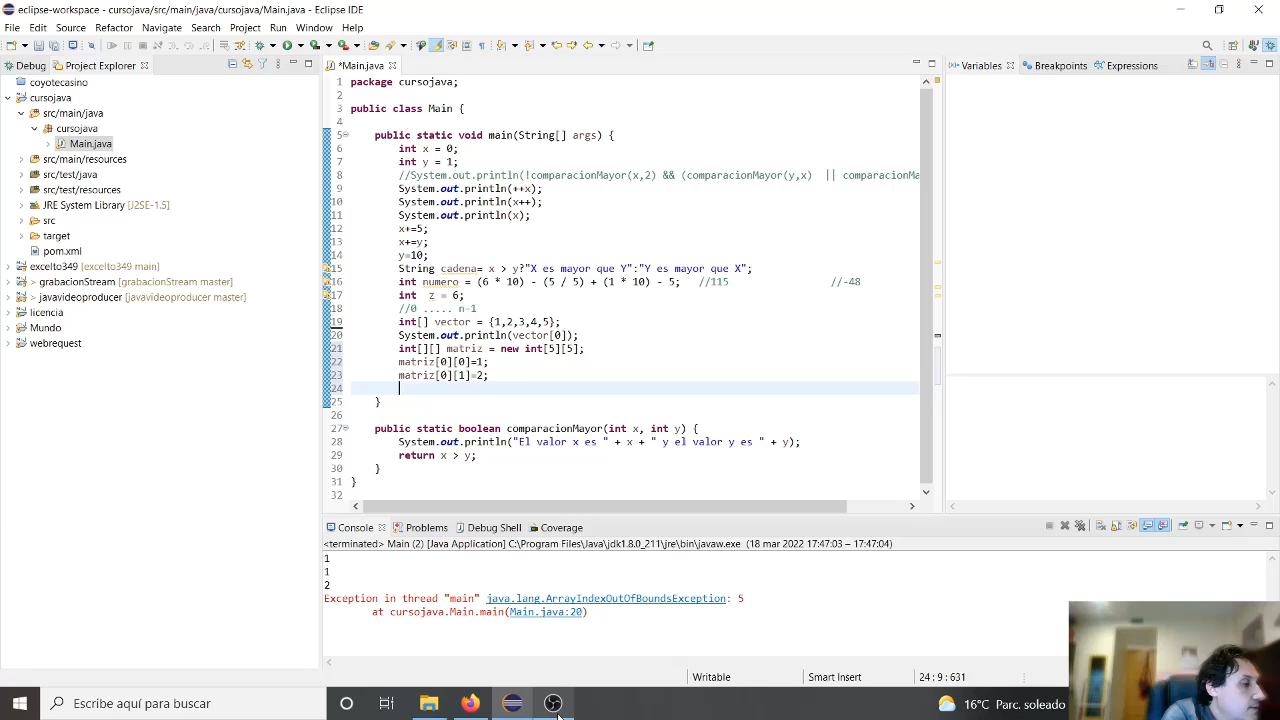 eclipse-workspace - cursojava/src/main/java/cursojava/Main.java - Eclipse IDE
File Edit Source Refactor Navigate Search Project Run Window Help
Debug Project Explorer
coyotecasino
cursojava
src/main/java
cursojava
Main.java
src/main/resources
src/test/java
src/test/resources
JRE System Library [J2SE-1.5]
src
target
pom.xml
excelto349 [excelto349 main]
> grabacionStream [grabacionStream master]
> javavideoproducer [javavideoproducer master]
licencia
Mundo
webrequest
*Main.java
1 package cursojava;
2
3 public class Main {
4
5 public static void main(String[] args) {
6 int x = 0;
7 int y = 1;
8 //System.out.println(!comparacionMayor(x,2) && (comparacionMayor(y,x) || comparacionMa
9 System.out.println(++x);
10 System.out.println(x++);
11 System.out.println(x);
12 x+=5;
13 x+=y;
14 y=10;
15 String cadena= x > y?"X es mayor que Y":"Y es mayor que X";
16 int numero = (6 * 10) - (5 / 5) + (1 * 10) - 5; //115 //-48
17 int z = 6;
18 //0 ..... n-1
19 int[] vector = {1,2,3,4,5};
20 System.out.println(vector[0]);
21 int[][] matriz = new int[5][5];
22 matriz[0][0]=1;
23 matriz[0][1]=2;
24
25 }
26
27 public static boolean comparacionMayor(int x, int y) {
28 System.out.println("El valor x es " + x + " y el valor y es " + y);
29 return x > y;
30 }
31 }
32
Variables Breakpoints Expressions
Console Problems Debug Shell Coverage
<terminated> Main (2) [Java Application] C:\Program Files\Java\jdk1.8.0_211\jre\bin\javaw.exe (18 mar 2022 17:47:03 – 17:47:04)
1
1
2
Exception in thread "main" java.lang.ArrayIndexOutOfBoundsException: 5
at cursojava.Main.main(Main.java:20)
Writable Smart Insert 24 : 9 : 631
Escribe aquí para buscar
16°C Parc. soleado